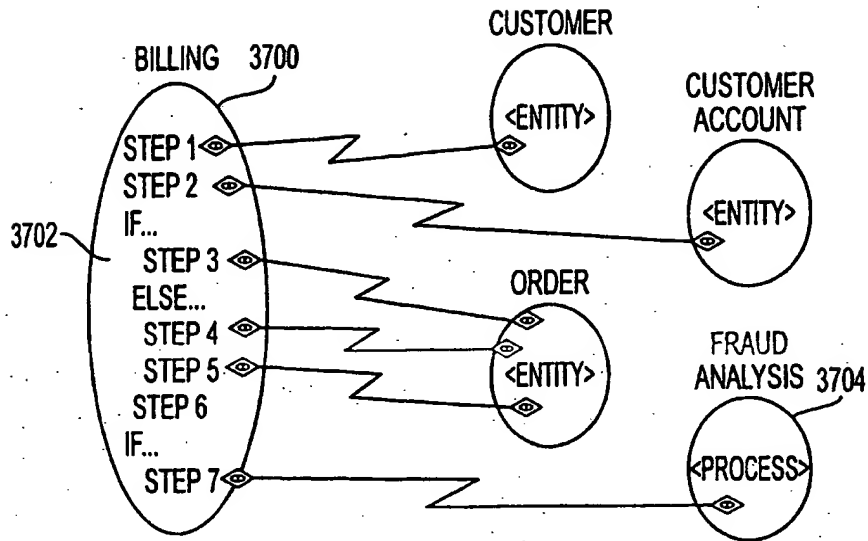 BILLING 3700
STEP 1
STEP 2
3702 IF...
STEP 3
ELSE...
STEP 4
STEP 5
STEP 6
IF...
STEP 7
CUSTOMER
<ENTITY>
CUSTOMER
ACCOUNT
<ENTITY>
ORDER
<ENTITY>
FRAUD
ANALYSIS 3704
<PROCESS>